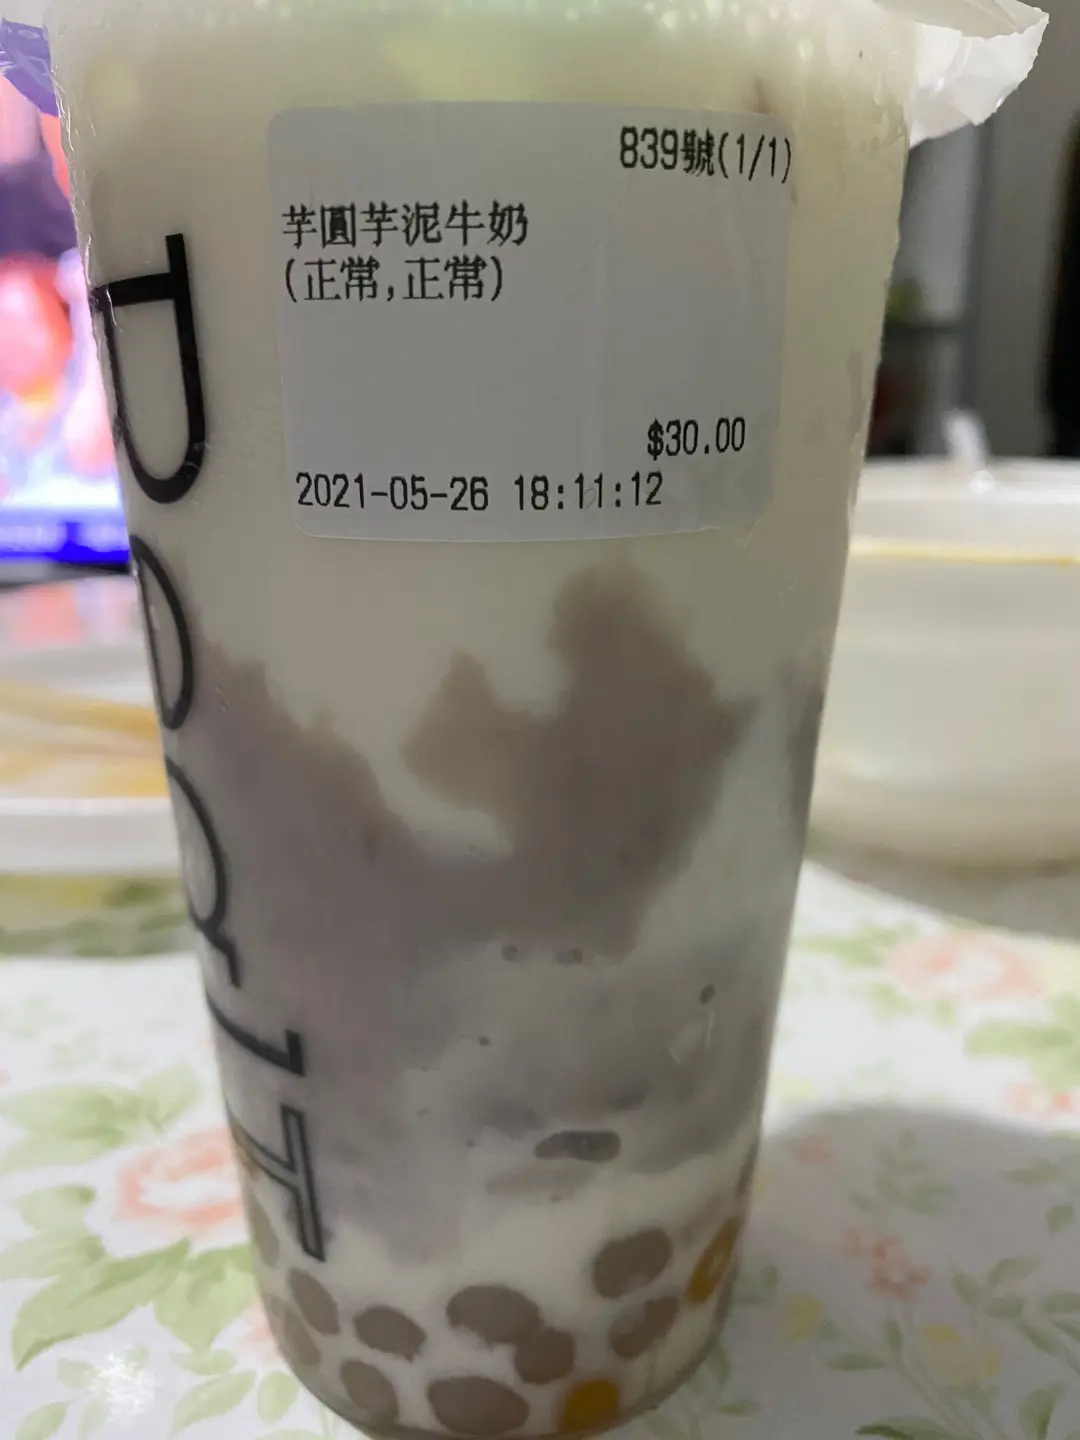 839號(1/1)
芋圓芋泥牛奶
(正常,正常)
$30.00
2021-05-26 18:11:12